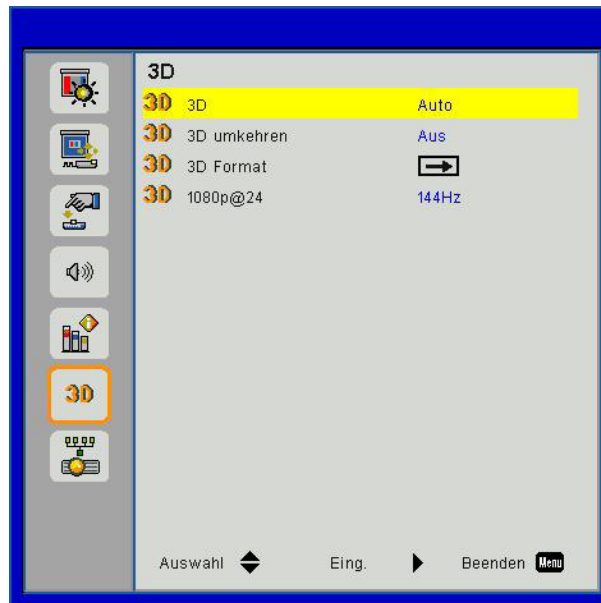 3D
3D 3D Auto
3D 3D umkehren Aus
3D 3D Format
3D 1080p@24 144Hz
3D
Auswahl Eing. Beenden Menu